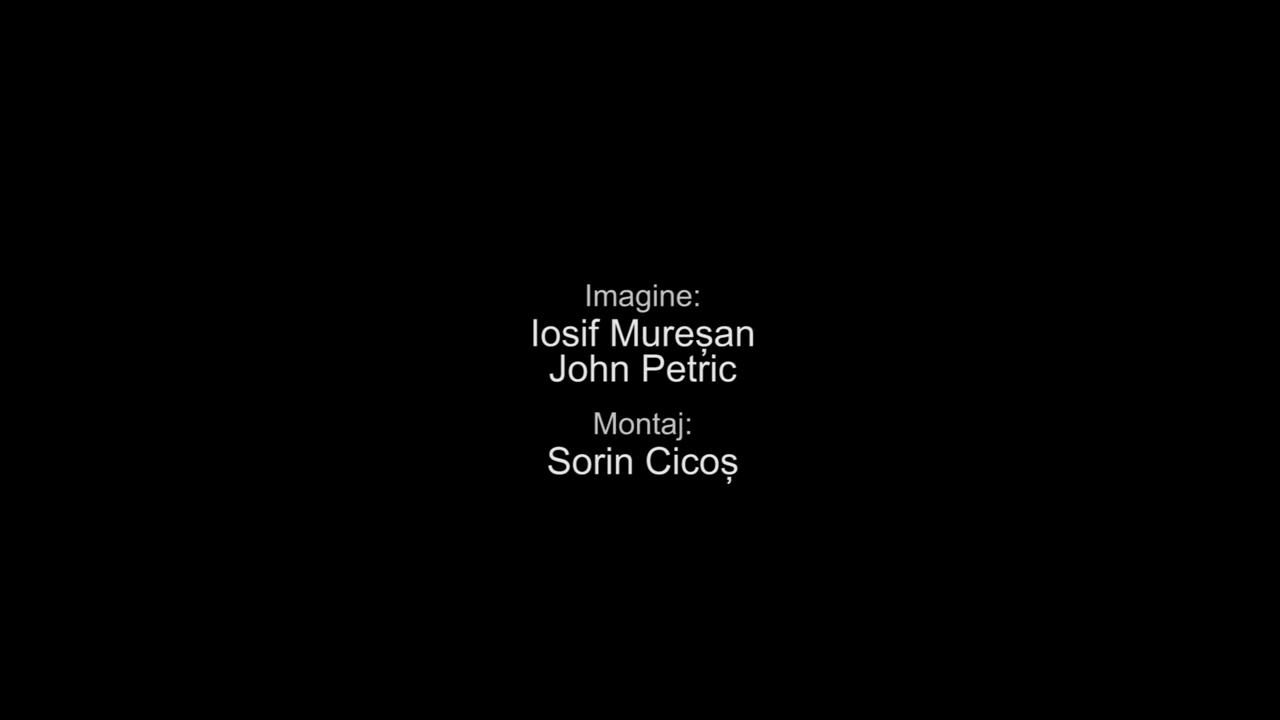 Imagine:
Iosif Mureșan
John Petric
Montaj:
Sorin Cicoș